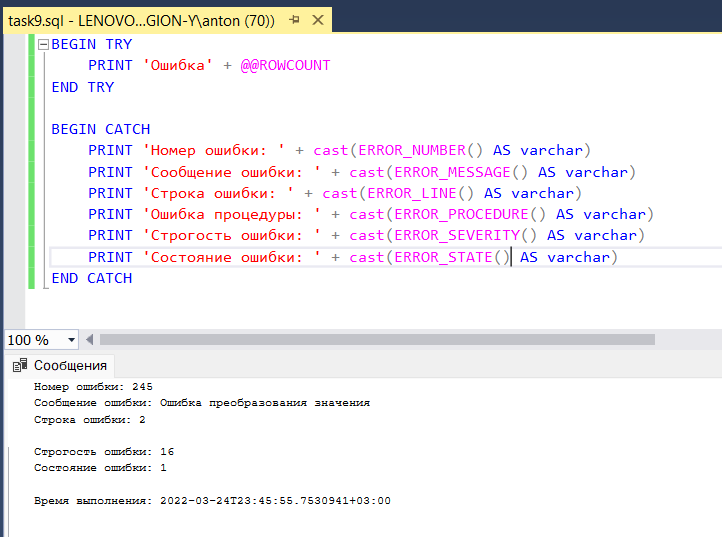 task9.sql - LENOVO...GION-Y\anton (70))
BEGIN TRY
PRINT 'Ошибка' + @@ROWCOUNT
END TRY
BEGIN CATCH
PRINT 'Номер ошибки: ' + cast(ERROR_NUMBER() AS varchar)
PRINT 'Сообщение ошибки: ' + cast(ERROR_MESSAGE() AS varchar)
PRINT 'Строка ошибки: ' + cast(ERROR_LINE() AS varchar)
PRINT 'Ошибка процедуры: ' + cast(ERROR_PROCEDURE() AS varchar)
PRINT 'Строгость ошибки: ' + cast(ERROR_SEVERITY() AS varchar)
PRINT 'Состояние ошибки: ' + cast(ERROR_STATE() AS varchar)
END CATCH
100 %
Сообщения
Номер ошибки: 245
Сообщение ошибки: Ошибка преобразования значения
Строка ошибки: 2
Строгость ошибки: 16
Состояние ошибки: 1
Время выполнения: 2022-03-24T23:45:55.7530941+03:00